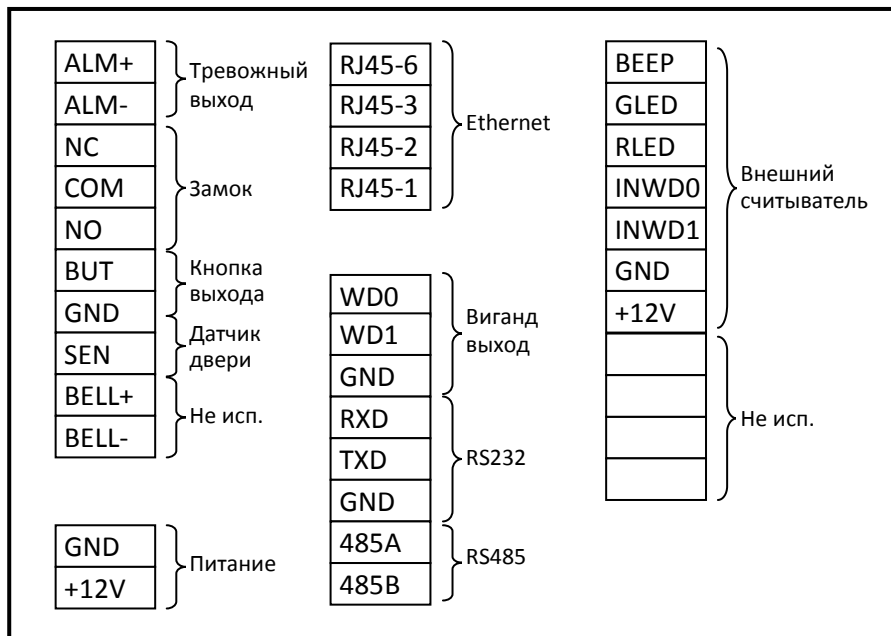 ALM+
ALM-
Тревожный
выход
NC
COM
NO
Замок
BUT
GND
Кнопка
выхода
SEN
Датчик
двери
BELL+
BELL-
Не исп.
GND
+12V
Питание
RJ45-6
RJ45-3
RJ45-2
RJ45-1
Ethernet
WD0
WD1
GND
Виганд
выход
RXD
TXD
GND
RS232
485A
485B
RS485
BEEP
GLED
RLED
INWD0
INWD1
GND
+12V
Внешний
считыватель
Не исп.